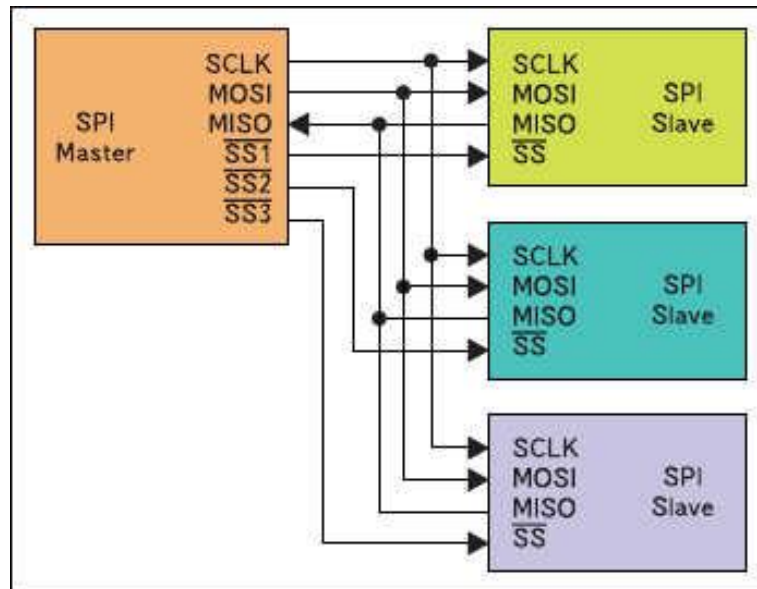 SPI
Master
SCLK
MOSI
MISO
SS1
SS2
SS3
SCLK
MOSI
MISO
SS
SPI
Slave
SCLK
MOSI
MISO
SS
SPI
Slave
SCLK
MOSI
MISO
SS
SPI
Slave